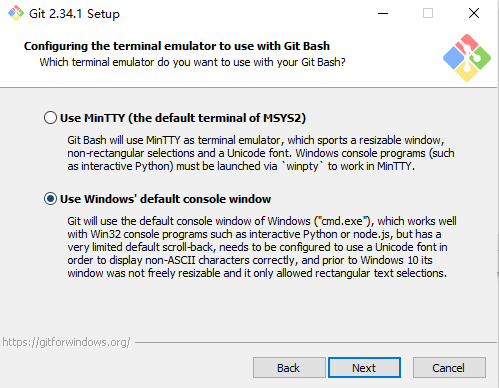 Git 2.34.1 Setup
Configuring the terminal emulator to use with Git Bash
Which terminal emulator do you want to use with your Git Bash?
Use MinTTY (the default terminal of MSYS2)
Git Bash will use MinTTY as terminal emulator, which sports a resizable window,
non-rectangular selections and a Unicode font. Windows console programs (such
as interactive Python) must be launched via `winpty` to work in MinTTY.
Use Windows' default console window
Git will use the default console window of Windows ("cmd.exe"), which works well
with Win32 console programs such as interactive Python or node.js, but has a
very limited default scroll-back, needs to be configured to use a Unicode font in
order to display non-ASCII characters correctly, and prior to Windows 10 its
window was not freely resizable and it only allowed rectangular text selections.
https://gitforwindows.org/
Back
Next
Cancel